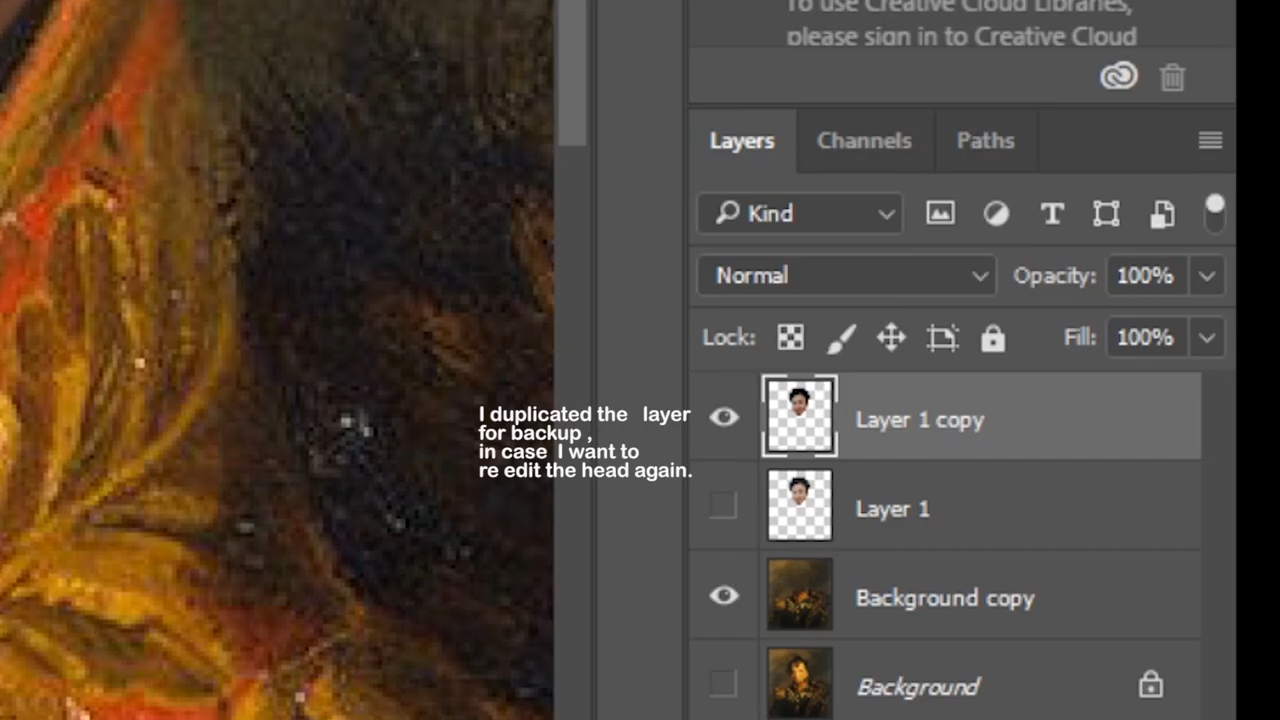 To use Creative Cloud Libraries,
please sign in to Creative Cloud
Layers Channels Paths
Kind
T
Normal Opacity: 100%
Lock: Fill: 100%
Layer 1 copy
I duplicated the layer
for backup ,
in case I want to
re edit the head again.
Layer 1
Background copy
Background